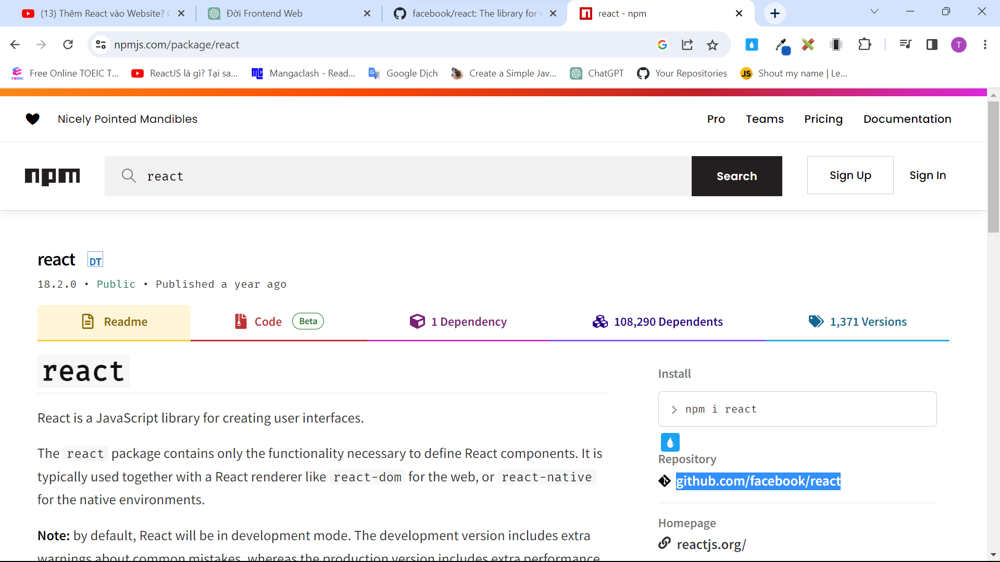 (13) Thêm React vào Website?
Đời Frontend Web
facebook/react: The library for
react - npm
npmjs.com/package/react
T
Free Online TOEIC T...
ReactJS là gì? Tại sa...
Mangaclash - Read...
Google Dịch
Create a Simple Jav...
ChatGPT
Your Repositories
JS
Shout my name | Le...
Nicely Pointed Mandibles
Pro
Teams
Pricing
Documentation
npm
react
Search
Sign Up
Sign In
react DT
18.2.0 • Public • Published a year ago
Readme
Code Beta
1 Dependency
108,290 Dependents
1,371 Versions
react
React is a JavaScript library for creating user interfaces.
The react package contains only the functionality necessary to define React components. It is
typically used together with a React renderer like react-dom for the web, or react-native
for the native environments.
Note: by default, React will be in development mode. The development version includes extra
warnings about common mistakes, whereas the production version includes extra performance
Install
> npm i react
Repository
github.com/facebook/react
Homepage
reactjs.org/